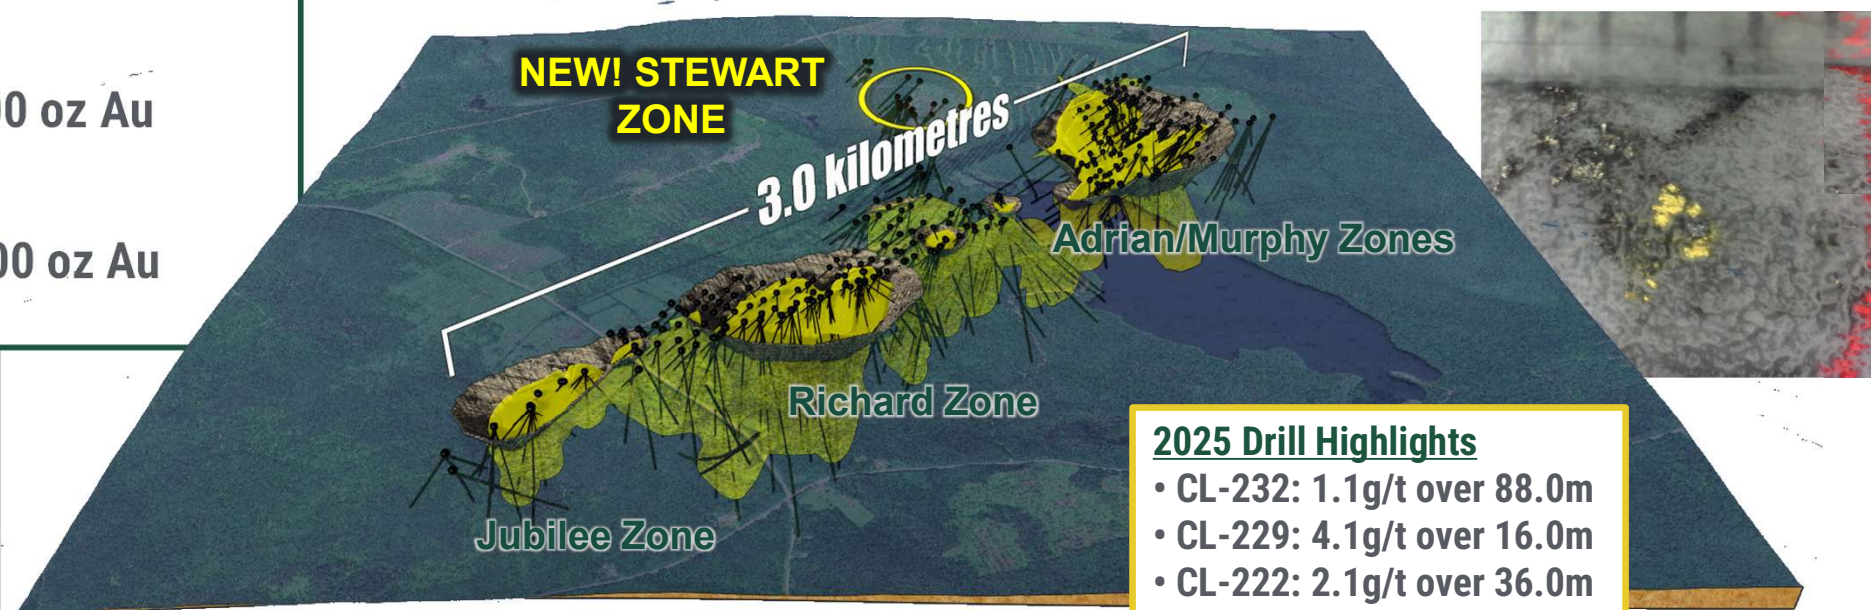 00 oz Au
00 oz Au
NEW! STEWART
ZONE
3.0 kilometres
Adrian/Murphy Zones
Richard Zone
Jubilee Zone
2025 Drill Highlights
• CL-232: 1.1g/t over 88.0m
• CL-229: 4.1g/t over 16.0m
• CL-222: 2.1g/t over 36.0m